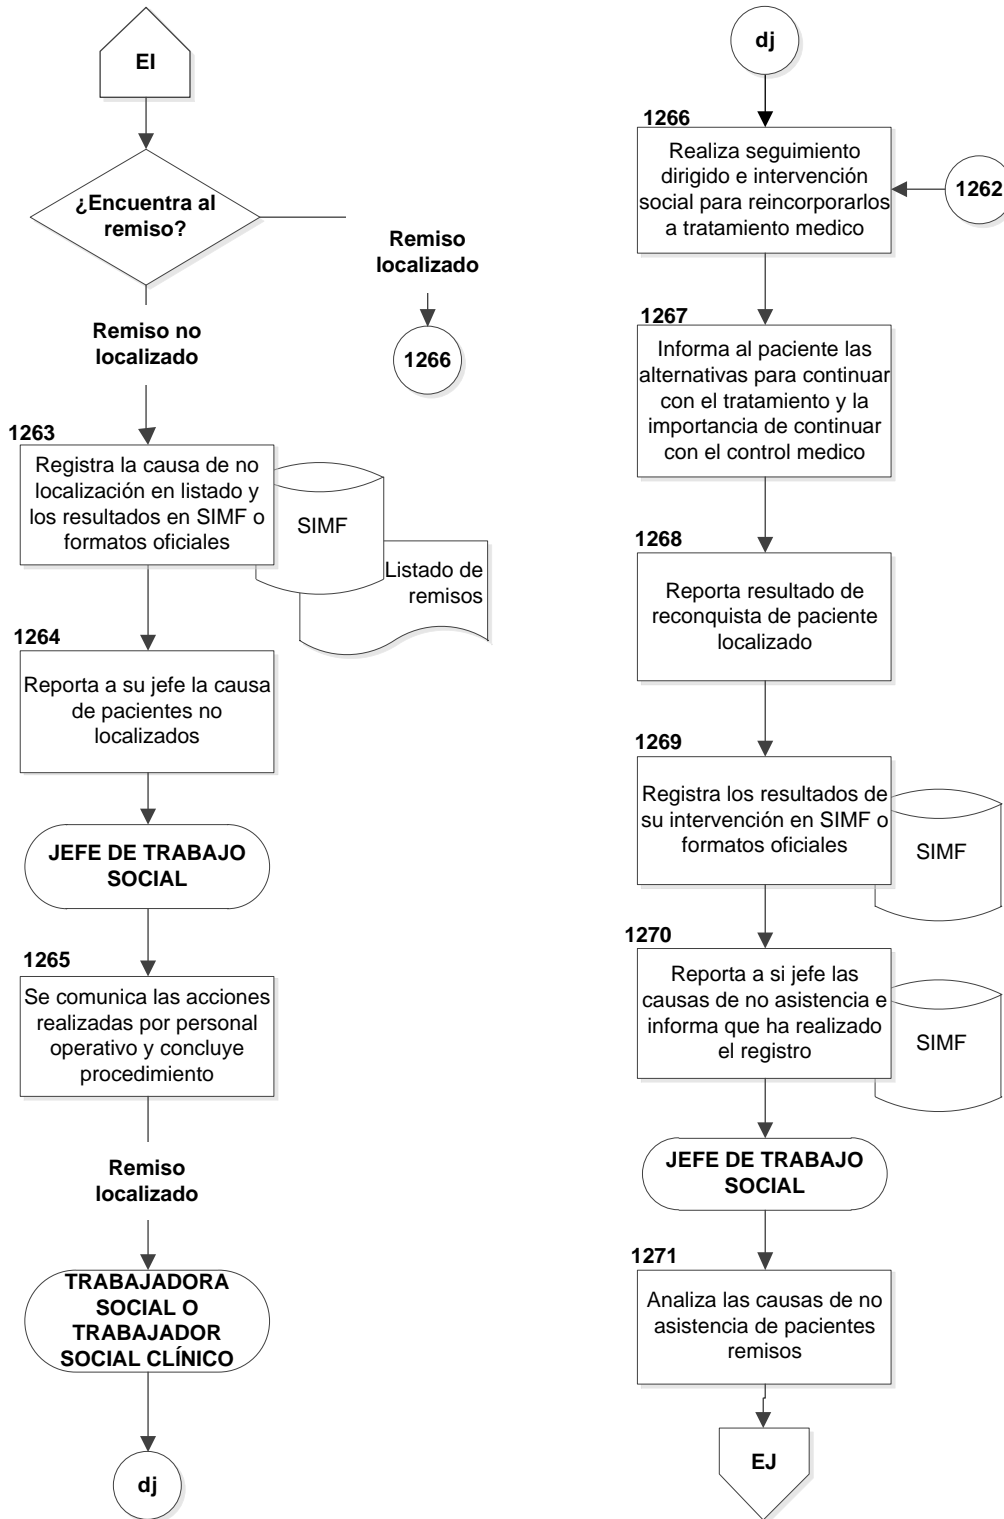 EI
¿Encuentra al
remiso?
Remiso
localizado
1266
Remiso no
localizado
1263
Registra la causa de no
localización en listado y
los resultados en SIMF o
formatos oficiales
SIMF
Listado de
remisos
1264
Reporta a su jefe la causa
de pacientes no
localizados
JEFE DE TRABAJO
SOCIAL
1265
Se comunica las acciones
realizadas por personal
operativo y concluye
procedimiento
Remiso
localizado
TRABAJADORA
SOCIAL O
TRABAJADOR
SOCIAL CLÍNICO
dj
dj
1266
Realiza seguimiento
dirigido e intervención
social para reincorporarlos
a tratamiento medico
1262
1267
Informa al paciente las
alternativas para continuar
con el tratamiento y la
importancia de continuar
con el control medico
1268
Reporta resultado de
reconquista de paciente
localizado
1269
Registra los resultados de
su intervención en SIMF o
formatos oficiales
SIMF
1270
Reporta a si jefe las
causas de no asistencia e
informa que ha realizado
el registro
SIMF
JEFE DE TRABAJO
SOCIAL
1271
Analiza las causas de no
asistencia de pacientes
remisos
EJ